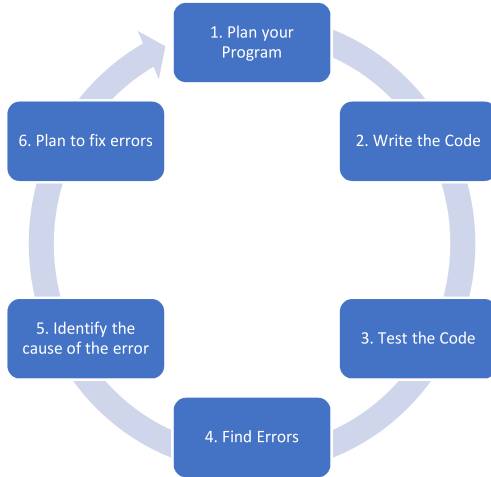 1. Plan your
Program
2. Write the Code
3. Test the Code
4. Find Errors
5. Identify the
cause of the error
6. Plan to fix errors